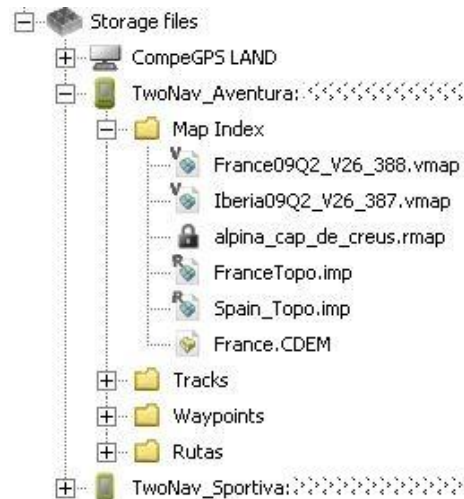 Storage files
CompeGPS LAND
TwoNav_Aventura:
Map Index
V France09Q2_V26_388.vmap
V Iberia09Q2_V26_387.vmap
alpina_cap_de_creus.rmap
R FranceTopo.imp
R Spain_Topo.imp
France.CDEM
Tracks
Waypoints
Rutas
TwoNav_Sportiva: